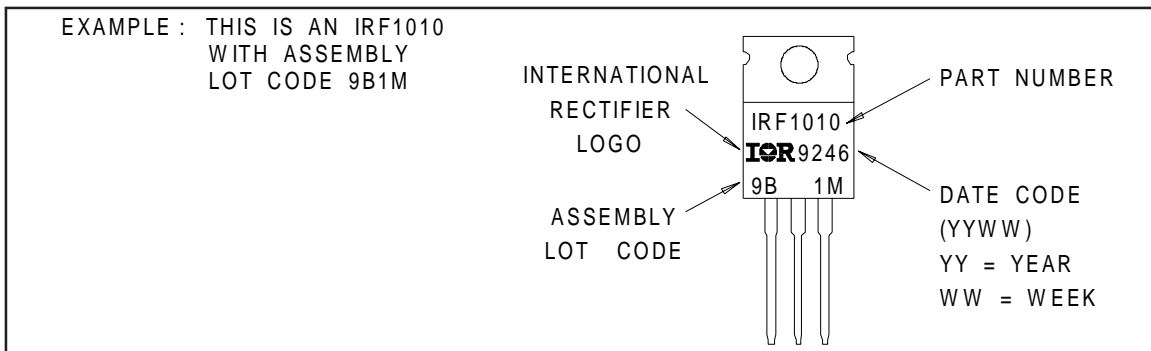 EXAMPLE : THIS IS AN IRF1010
WITH ASSEMBLY
LOT CODE 9B1M
INTERNATIONAL
RECTIFIER
LOGO
PART NUMBER
IRF1010
IOR 9246
9B 1M
ASSEMBLY
LOT CODE
DATE CODE
(YYWW)
YY = YEAR
WW = WEEK